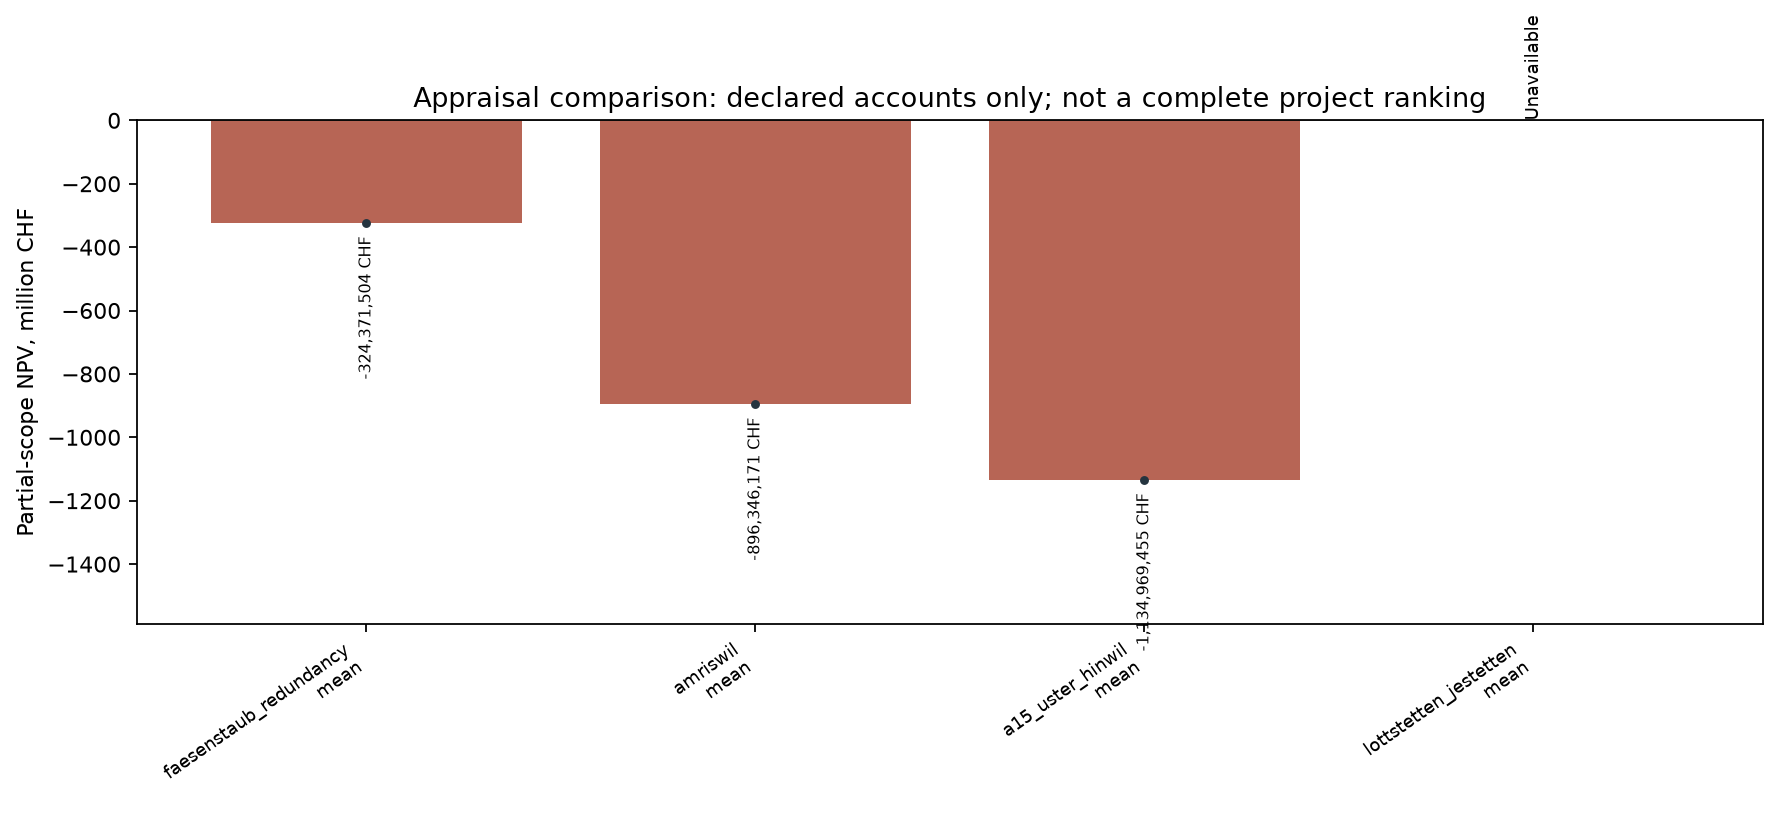 Unavailable
Appraisal comparison: declared accounts only; not a complete project ranking
Partial-scope NPV, million CHF
0
−200
−400
−600
−800
−1000
−1200
−1400
-324,371,504 CHF
-896,346,171 CHF
-1,134,969,455 CHF
faesenstaub_redundancy
mean
amriswil
mean
a15_uster_hinwil
mean
lottstetten_jestetten
mean